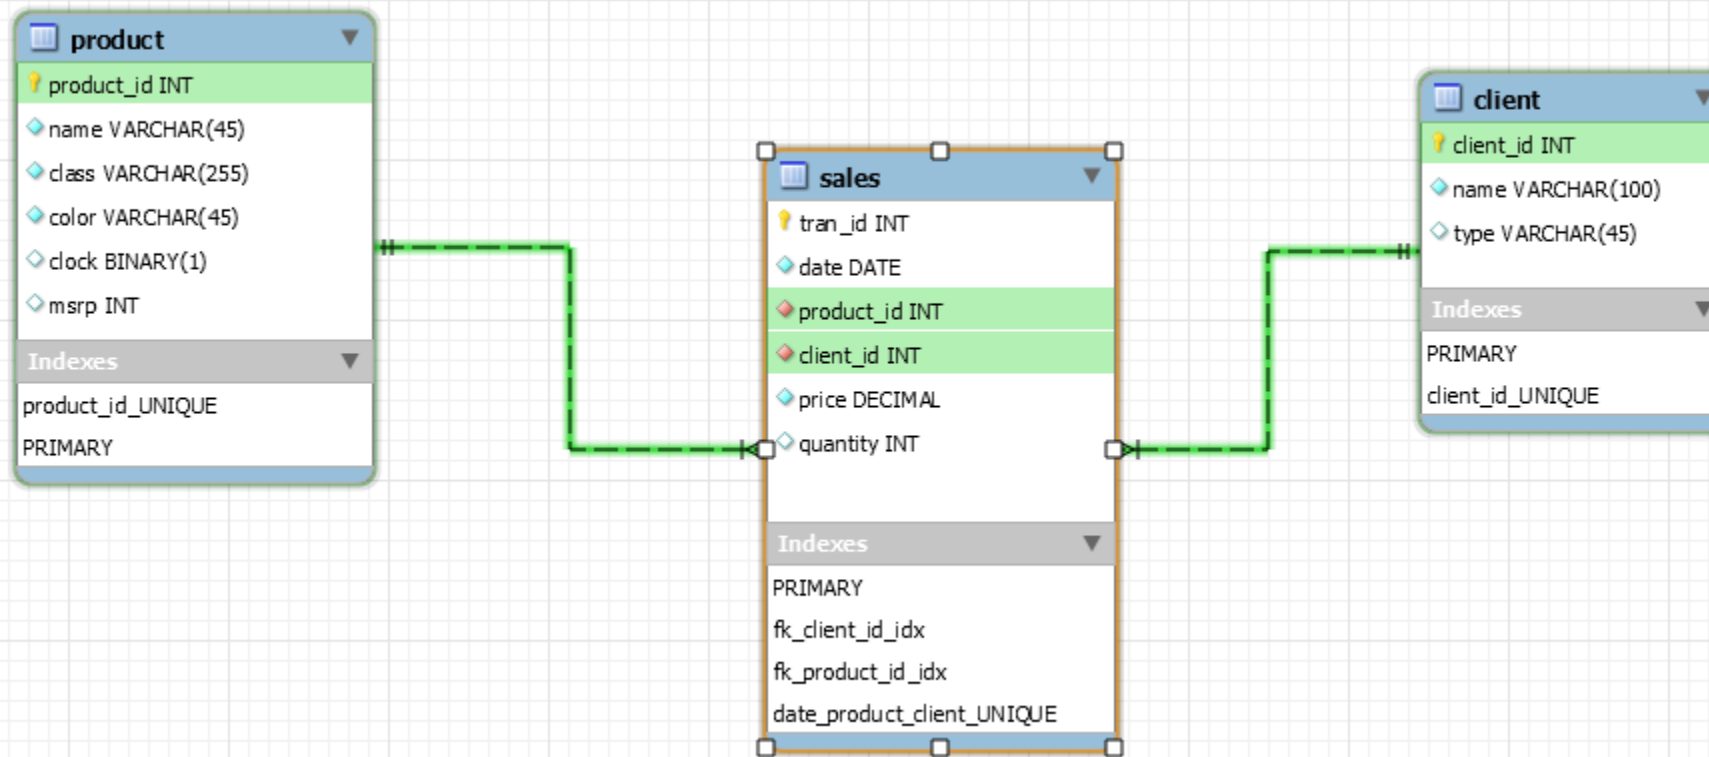 product
product_id INT
name VARCHAR(45)
class VARCHAR(255)
color VARCHAR(45)
clock BINARY(1)
msrp INT
Indexes
product_id_UNIQUE
PRIMARY
sales
tran_id INT
date DATE
product_id INT
client_id INT
price DECIMAL
quantity INT
Indexes
PRIMARY
fk_client_id_idx
fk_product_id_idx
date_product_client_UNIQUE
client
client_id INT
name VARCHAR(100)
type VARCHAR(45)
Indexes
PRIMARY
client_id_UNIQUE